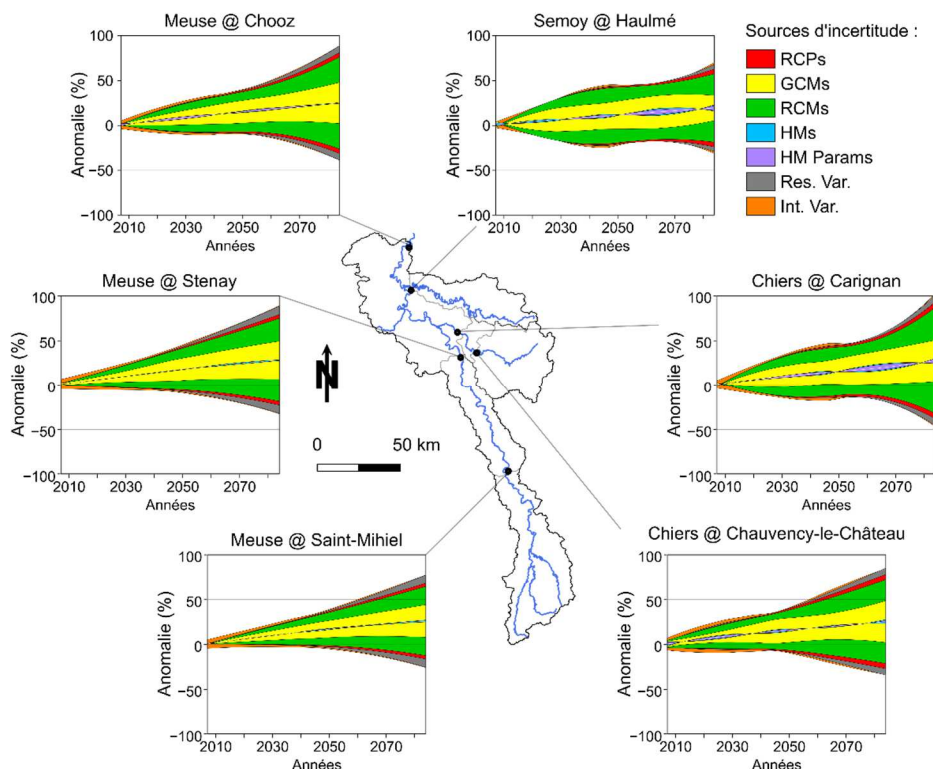 Meuse @ Chooz
Anomalie (%)
100
50
0
−50
−100
2010 2030 2050 2070
Années
Semoy @ Haulmé
Anomalie (%)
100
50
0
−50
−100
2010 2030 2050 2070
Années
Sources d'incertitude :
RCPs
GCMs
RCMs
HMs
HM Params
Res. Var.
Int. Var.
Meuse @ Stenay
Anomalie (%)
100
50
0
−50
−100
2010 2030 2050 2070
Années
N
0 50 km
Chiers @ Carignan
Anomalie (%)
100
50
0
−50
−100
2010 2030 2050 2070
Années
Meuse @ Saint-Mihiel
Anomalie (%)
100
50
0
−50
−100
2010 2030 2050 2070
Années
Chiers @ Chauvency-le-Château
Anomalie (%)
100
50
0
−50
−100
2010 2030 2050 2070
Années